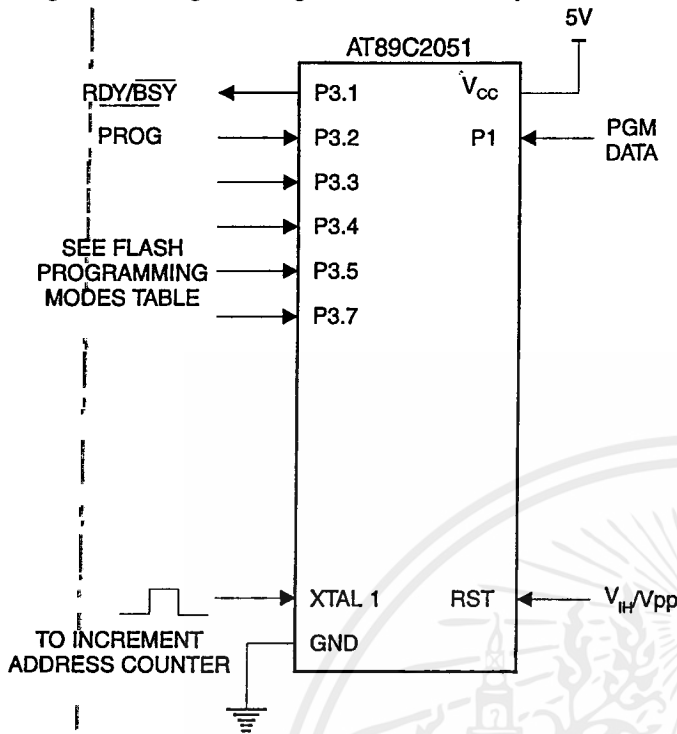 5V
AT89C2051
RDY/BSY
P3.1
VCC
PROG
P3.2
P1
PGM
DATA
P3.3
P3.4
SEE FLASH
PROGRAMMING
MODES TABLE
P3.5
P3.7
XTAL 1
RST
VIH/Vpp
TO INCREMENT
ADDRESS COUNTER
GND